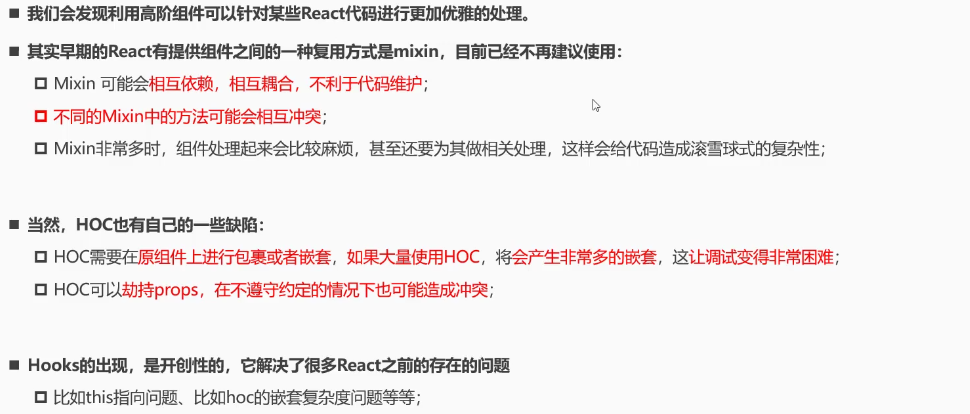 我们会发现利用高阶组件可以针对某些React代码进行更加优雅的处理。
其实早期的React有提供组件之间的一种复用方式是mixin，目前已经不再建议使用：
Mixin 可能会相互依赖，相互耦合，不利于代码维护；
不同的Mixin中的方法可能会相互冲突；
Mixin非常多时，组件处理起来会比较麻烦，甚至还要为其做相关处理，这样会给代码造成滚雪球式的复杂性；
当然，HOC也有自己的一些缺陷：
HOC需要在原组件上进行包裹或者嵌套，如果大量使用HOC，将会产生非常多的嵌套，这让调试变得非常困难；
HOC可以劫持props，在不遵守约定的情况下也可能造成冲突；
Hooks的出现，是开创性的，它解决了很多React之前的存在的问题
比如this指向问题、比如hoc的嵌套复杂度问题等等；